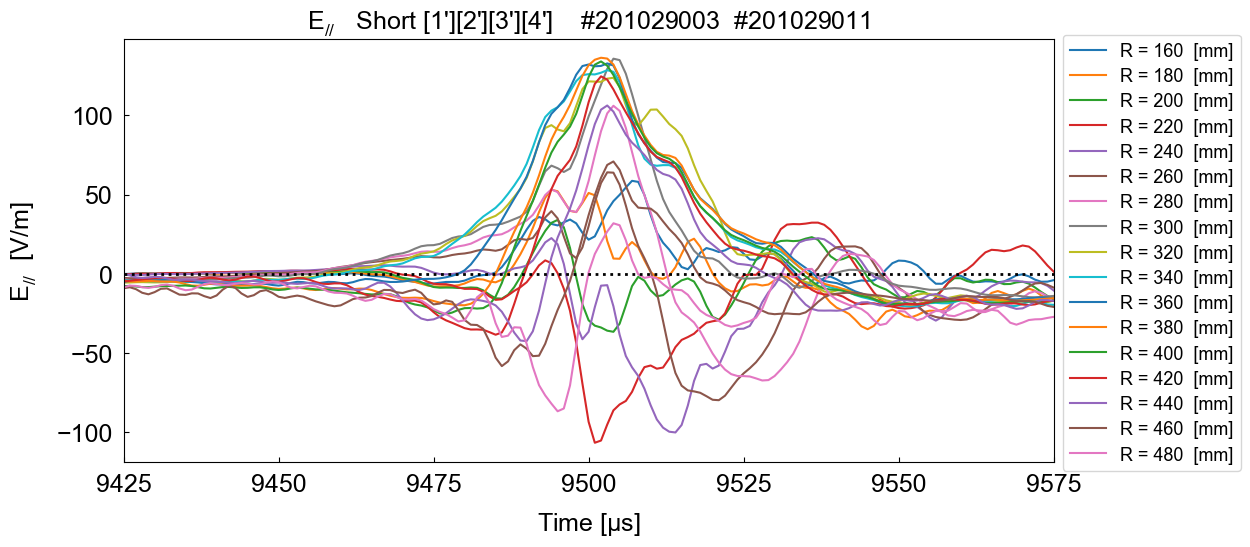 E// Short [1'][2'][3'][4'] #201029003 #201029011
E// [V/m]
100
50
0
−50
−100
9425 9450 9475 9500 9525 9550 9575
Time [μs]
R = 160 [mm]
R = 180 [mm]
R = 200 [mm]
R = 220 [mm]
R = 240 [mm]
R = 260 [mm]
R = 280 [mm]
R = 300 [mm]
R = 320 [mm]
R = 340 [mm]
R = 360 [mm]
R = 380 [mm]
R = 400 [mm]
R = 420 [mm]
R = 440 [mm]
R = 460 [mm]
R = 480 [mm]